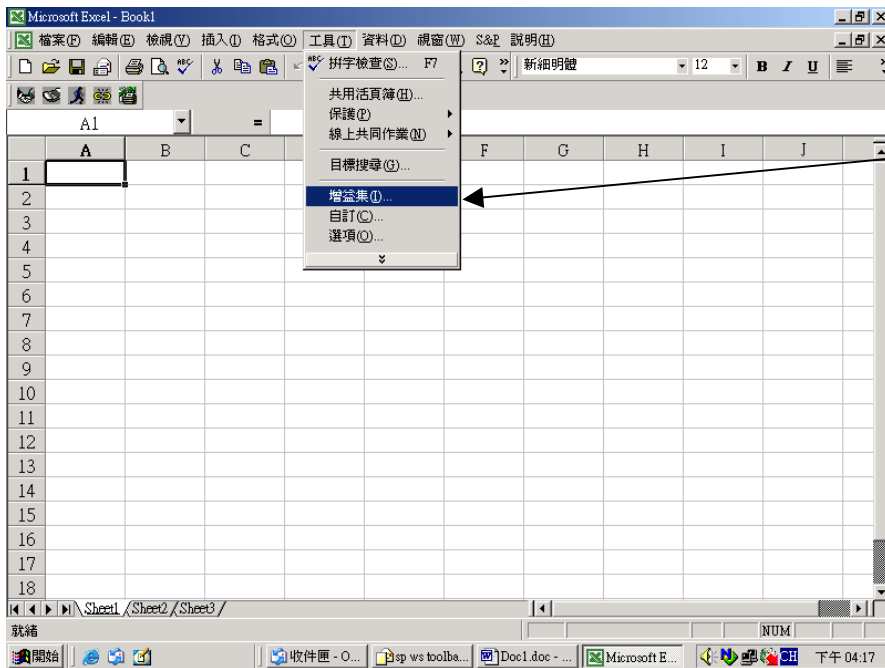 Microsoft Excel - Book1
檔案(F) 編輯(E) 檢視(V) 插入(I) 格式(O) 工具(T) 資料(D) 視窗(W) S&P 說明(H)
新細明體 12 B I U
拼字檢查(S)... F7
共用活頁簿(H)...
保護(P)
線上共同作業(N)
目標搜尋(G)...
增益集(I)...
自訂(C)...
選項(O)...
A1 =
A B C F G H I J
1
2
3
4
5
6
7
8
9
10
11
12
13
14
15
16
17
18
Sheet1 Sheet2 Sheet3
就緒 NUM
開始 收件匣 - O... sp ws toolba... Doc1.doc - ... Microsoft E... CH 下午 04:17